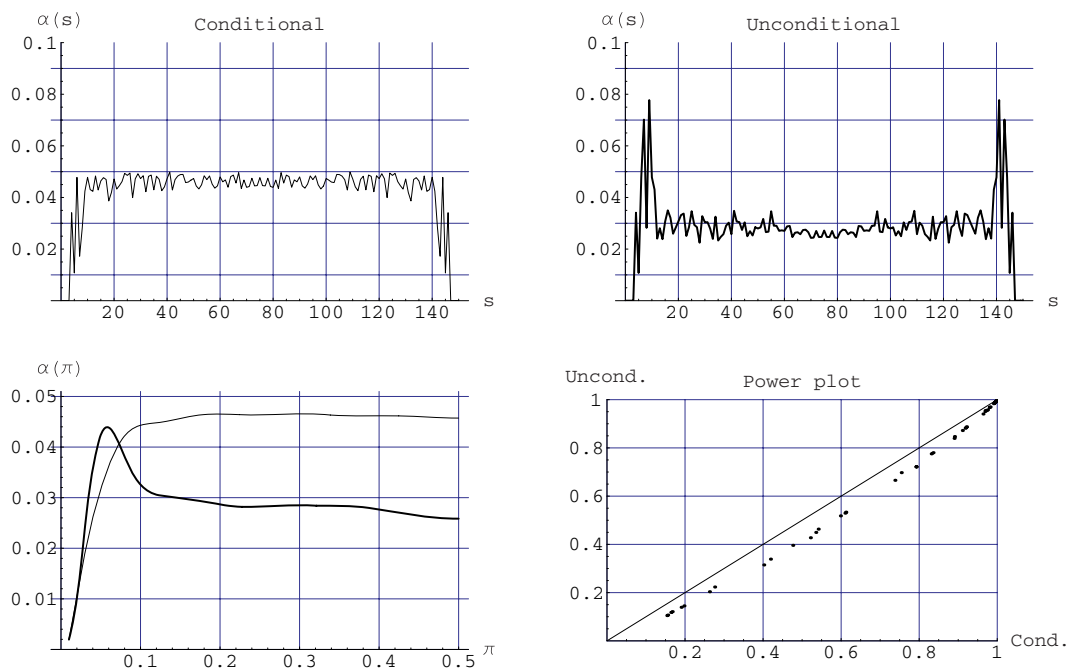 α(s)
Conditional
0.1
0.08
0.06
0.04
0.02
20 40 60 80 100 120 140
s
α(s)
Unconditional
0.1
0.08
0.06
0.04
0.02
20 40 60 80 100 120 140
s
α(π)
0.05
0.04
0.03
0.02
0.01
0.1 0.2 0.3 0.4 0.5
π
Uncond.
Power plot
1
0.8
0.6
0.4
0.2
0.2 0.4 0.6 0.8 1
Cond.